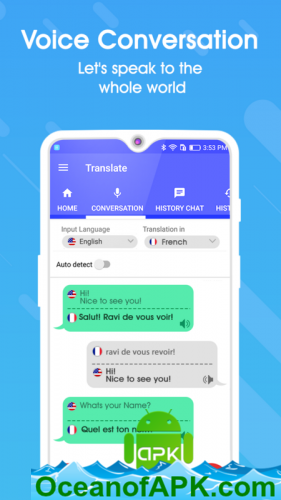 Voice Conversation
Let's speak to the
whole world
3:53 PM
Translate
HOME
CONVERSATION
HISTORY CHAT
HIST
Input Language
Translation in
English
French
Auto detect
Hi!
Nice to see you!
Salut! Ravi de vous voir!
ravi de vous revoir!
Hi!
Nice to see you!
Whats your Name?
Quel est ton
apk
OceanofAPK.com